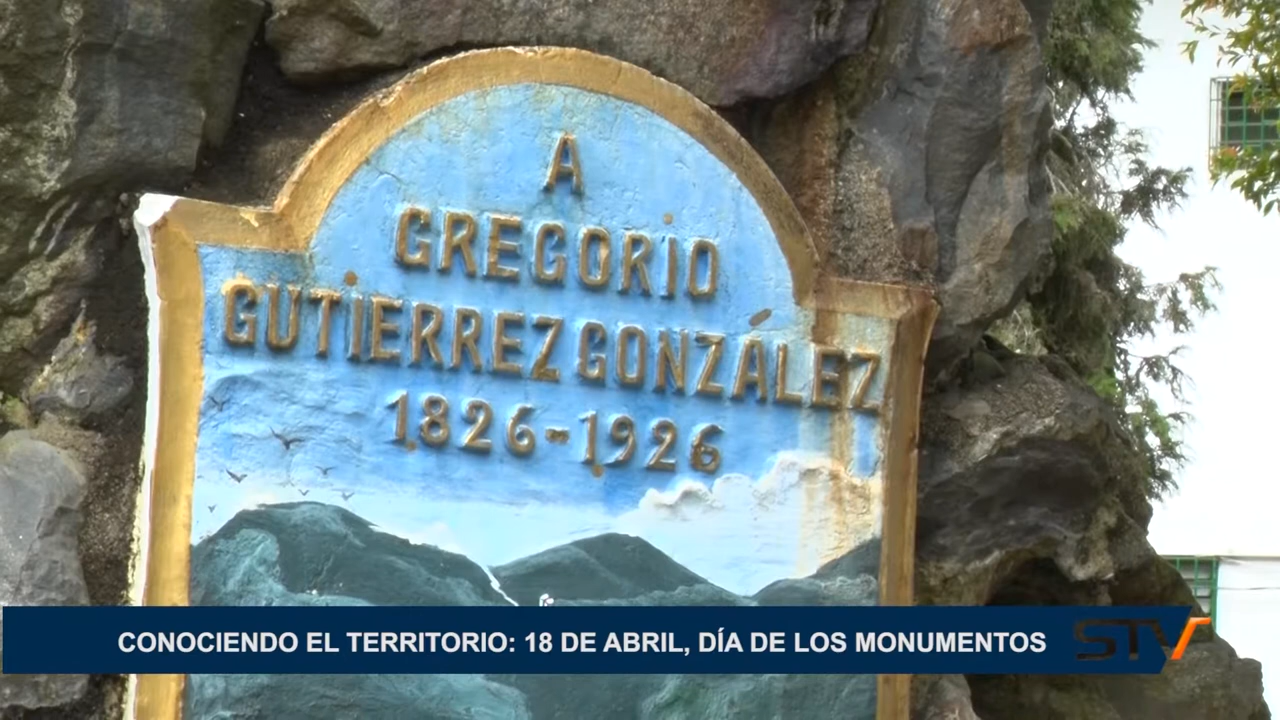 A
GREGORIO
GUTIERREZ GONZÁLEZ
1826-1926
CONOCIENDO EL TERRITORIO: 18 DE ABRIL, DÍA DE LOS MONUMENTOS
STV